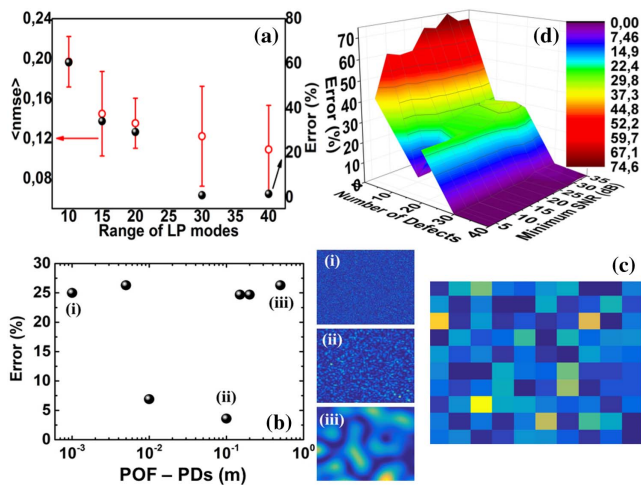 (a)
<nmse>
0,24
0,20
0,16
0,12
0,08
80
60
40
20
0
Error (%)
10 15 20 25 30 35 40
Range of LP modes
(d)
Error (%)
70
60
50
40
30
20
10
0
10
20
30
40
Number of Defects
5
10
15
20
25
30
35
Minimum SNR (dB)
0,00
7,46
14,9
22,4
29,8
37,3
44,8
52,2
59,7
67,1
74,6
(b)
Error (%)
30
25
20
15
10
5
0
(i)
(ii)
(iii)
10⁻³ 10⁻² 10⁻¹ 10⁰
POF – PDs (m)
(i)
(ii)
(iii)
(c)